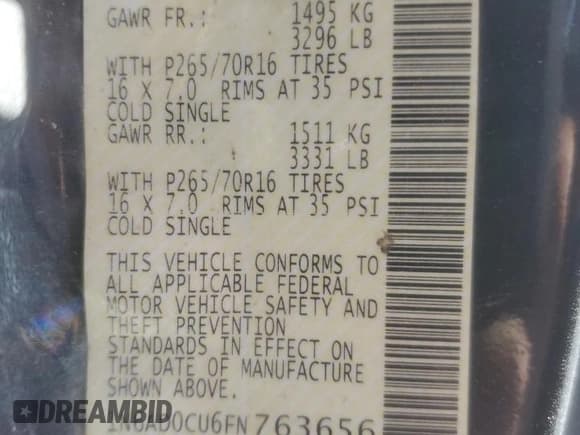 GAWR FR.: 1495 KG
3296 LB
WITH P265/70R16 TIRES
16 X 7.0 RIMS AT 35 PSI
COLD SINGLE
GAWR RR.: 1511 KG
3331 LB
WITH P265/70R16 TIRES
16 X 7.0 RIMS AT 35 PSI
COLD SINGLE
THIS VEHICLE CONFORMS TO
ALL APPLICABLE FEDERAL
MOTOR VEHICLE SAFETY AND
THEFT PREVENTION
STANDARDS IN EFFECT ON
THE DATE OF MANUFACTURE
SHOWN ABOVE.
1N6AD0CU6FN763656
DREAMBID
.COM